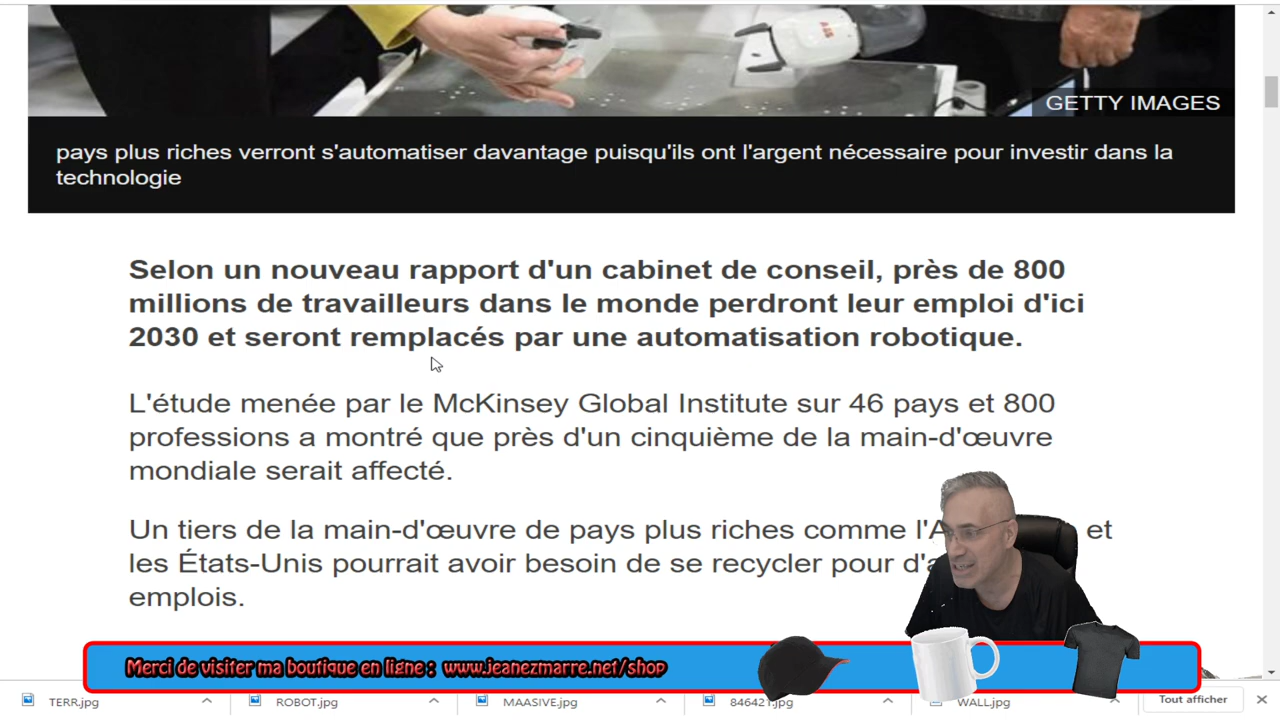 ABB
GETTY IMAGES
pays plus riches verront s'automatiser davantage puisqu'ils ont l'argent nécessaire pour investir dans la
technologie
Selon un nouveau rapport d'un cabinet de conseil, près de 800
millions de travailleurs dans le monde perdront leur emploi d'ici
2030 et seront remplacés par une automatisation robotique.
L'étude menée par le McKinsey Global Institute sur 46 pays et 800
professions a montré que près d'un cinquième de la main-d'œuvre
mondiale serait affecté.
Un tiers de la main-d'œuvre de pays plus riches comme et
les États-Unis pourrait avoir besoin de se recycler pour
emplois.
Merci de visiter ma boutique en ligne : www.jeanezmarre.net/shop
TERR.jpg ROBOT.jpg MAASIVE.jpg 846421.jpg WALL.jpg Tout afficher